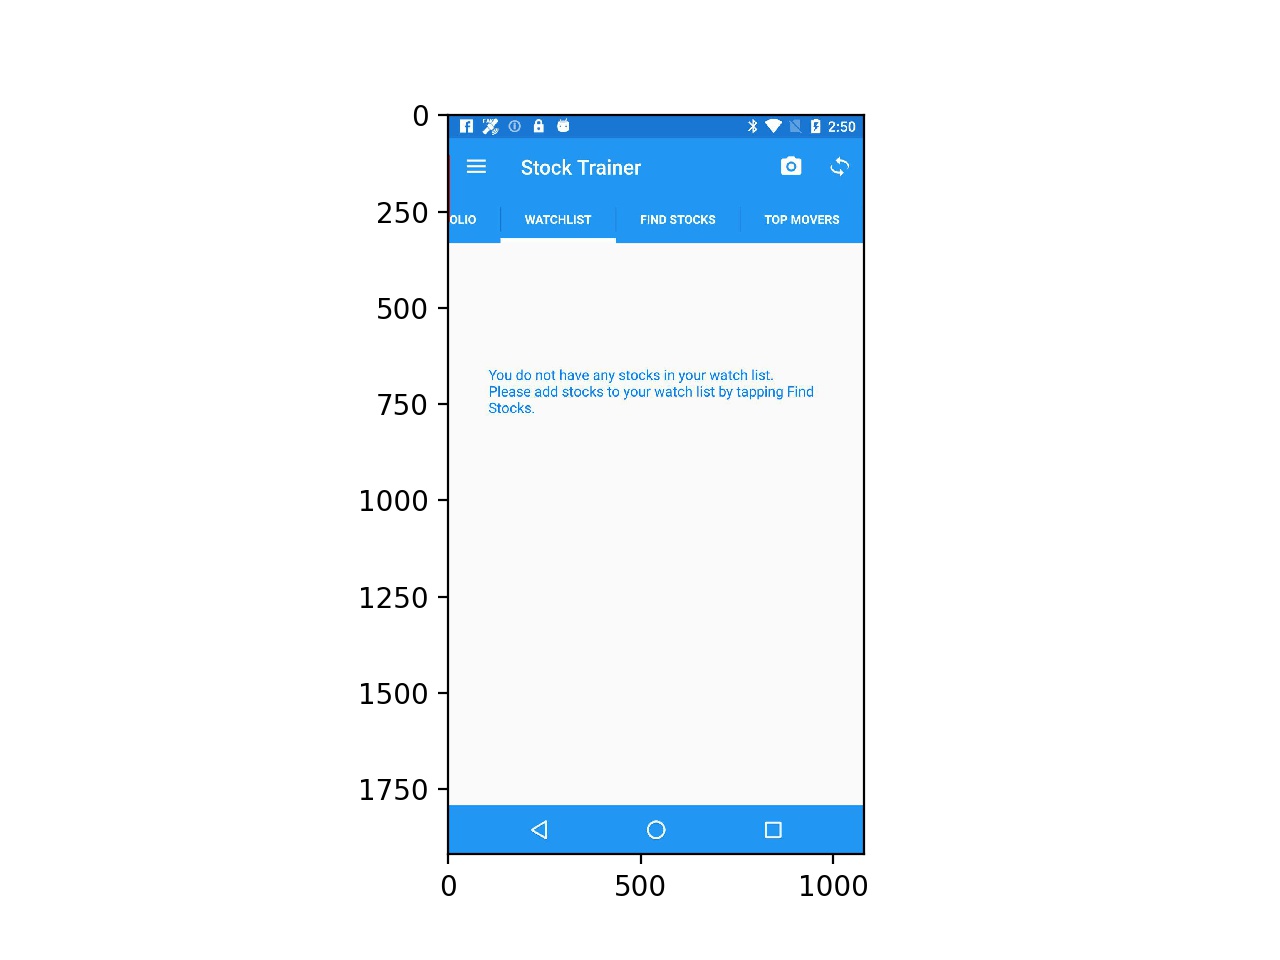 2:50
Stock Trainer
OLIO WATCHLIST FIND STOCKS TOP MOVERS
You do not have any stocks in your watch list.
Please add stocks to your watch list by tapping Find
Stocks.
0
250
500
750
1000
1250
1500
1750
0 500 1000